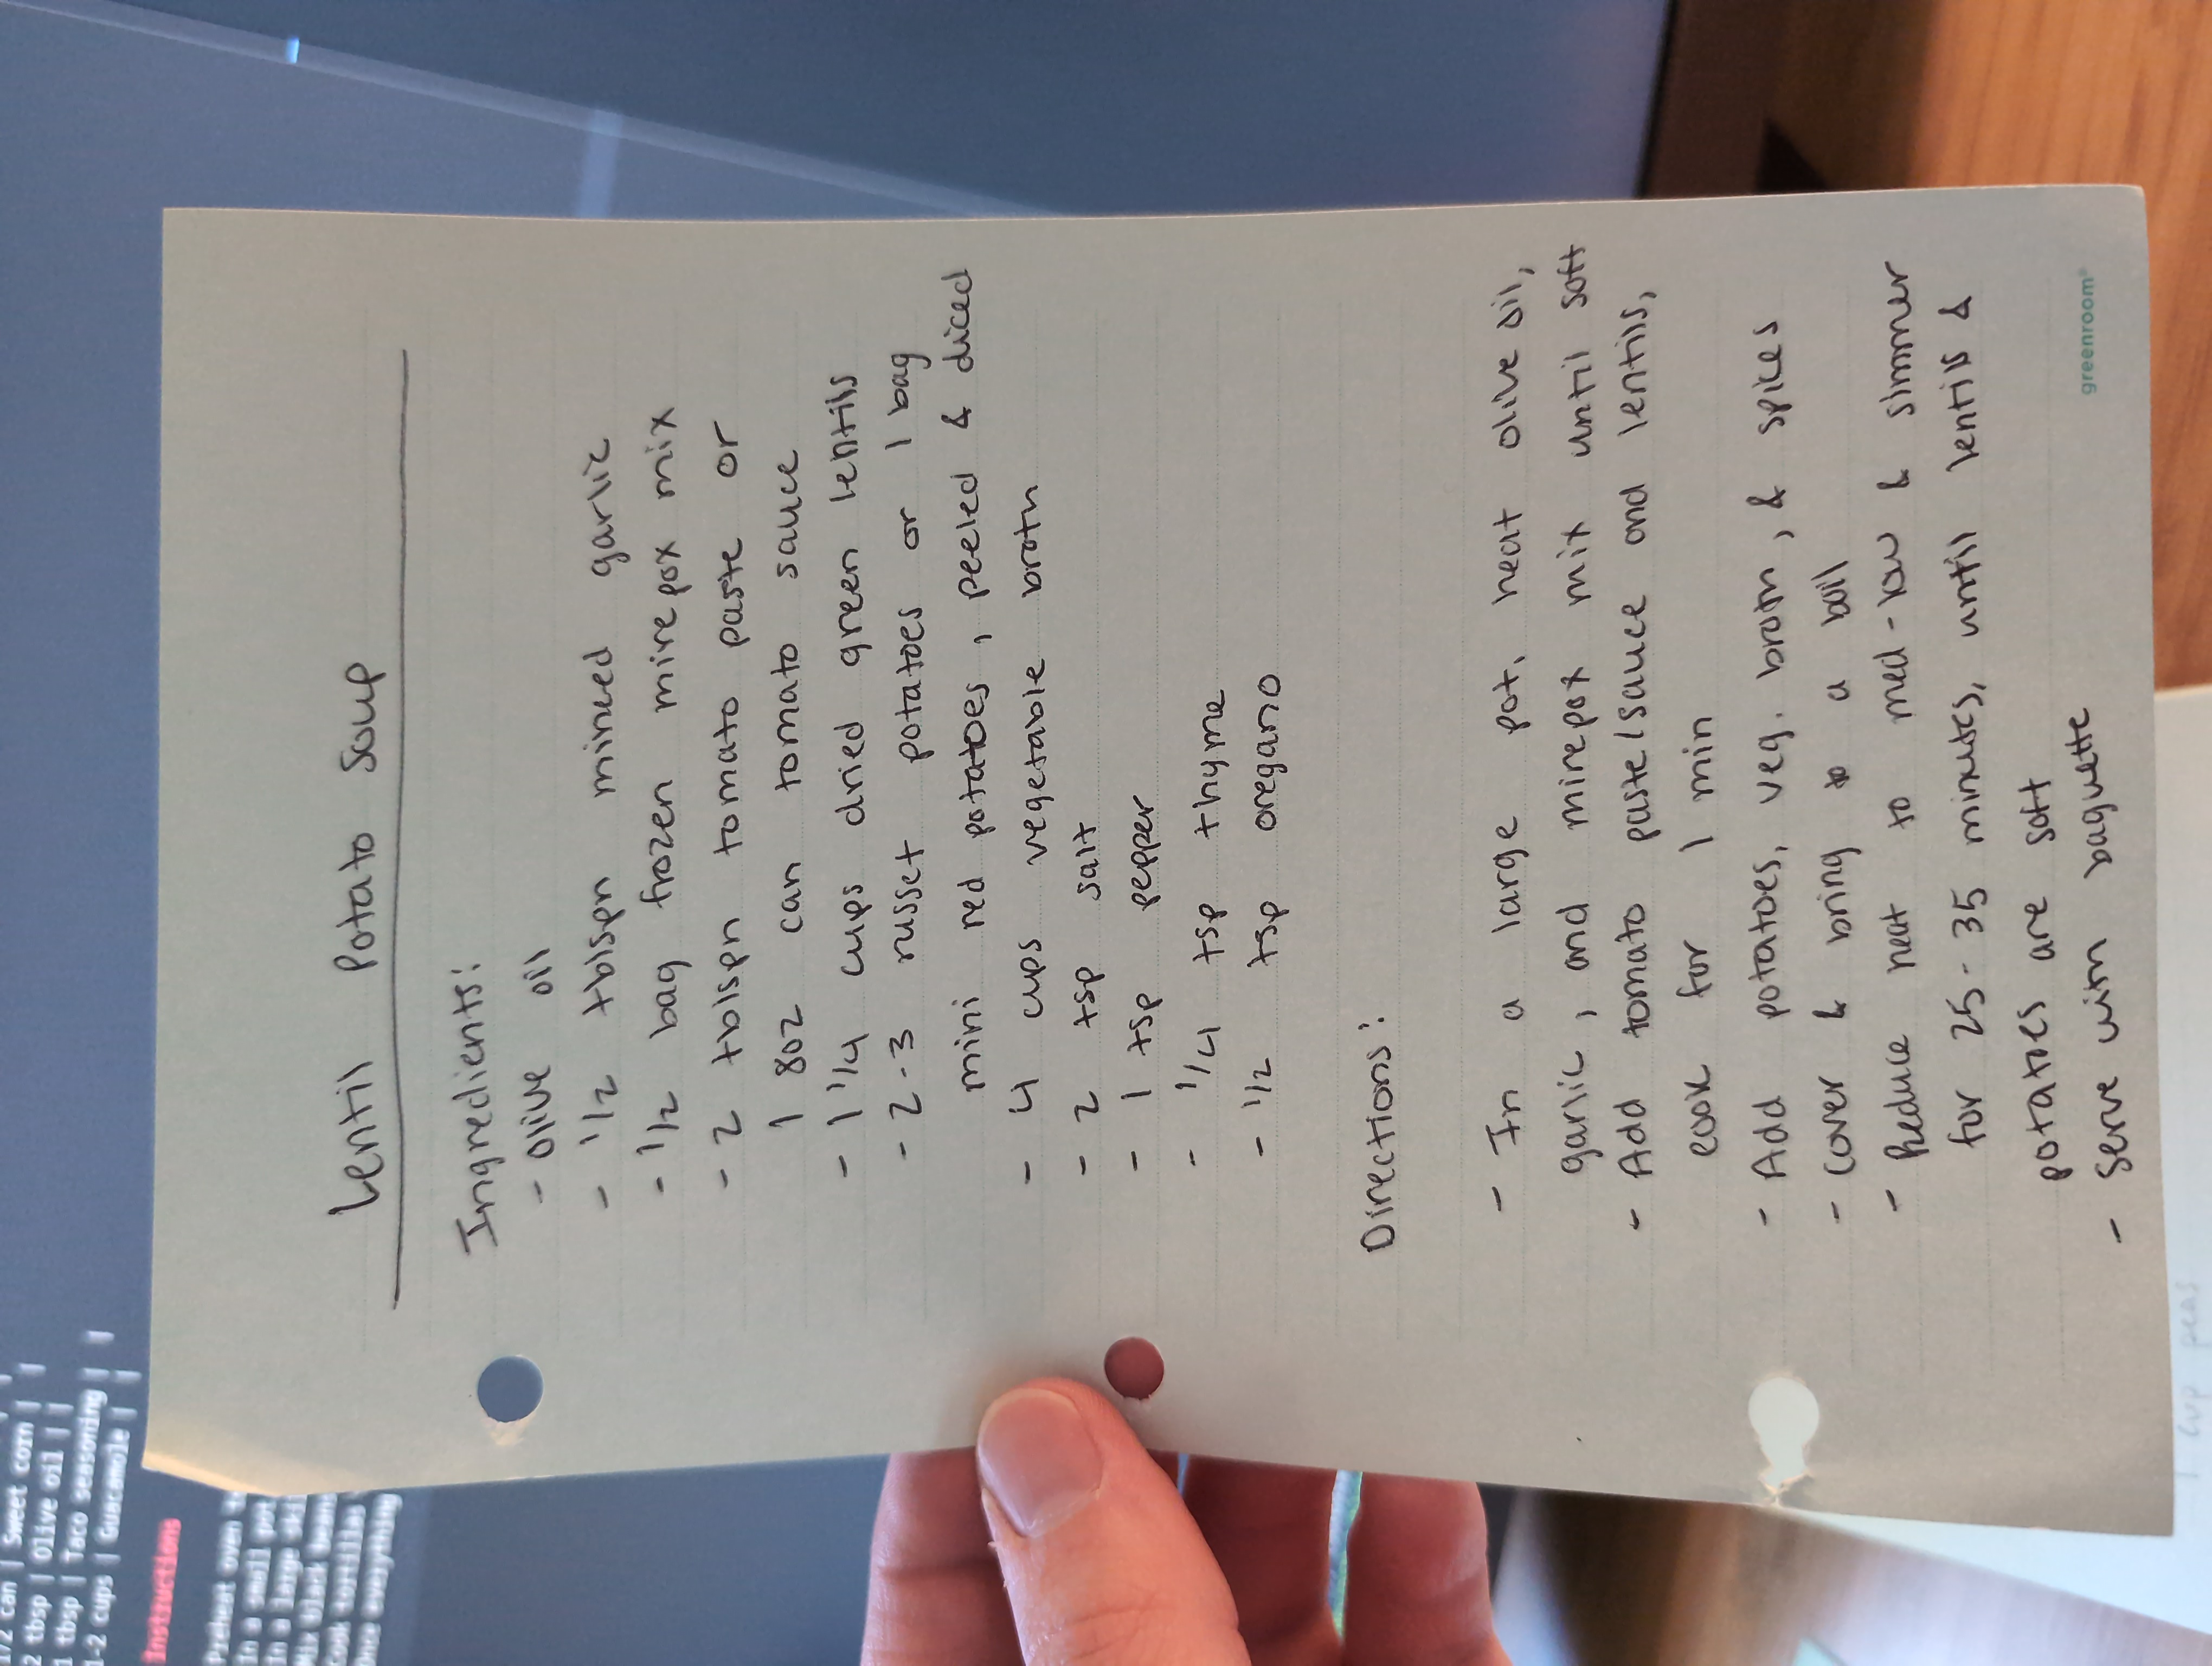 1/2 can | Sweet corn | |
2 tbsp | Olive oil | |
1 tbsp | Taco seasoning | |
1-2 cups | Guacamole | |
Instructions
Preheat oven
In a small pot
In a large
Mix black beans
Cook tortillas
Once everything
Lentil Potato Soup
Ingredients:
- olive oil
- 1/2 tblspn minced garlic
- 1/2 bag frozen mirepox mix
- 2 tblspn tomato paste or
1 8oz can tomato sauce
- 1 1/4 cups dried green lentils
- 2-3 russet potatoes or 1 bag
mini red potatoes, peeled & diced
- 4 cups vegetable broth
- 2 tsp salt
- 1 tsp pepper
- 1/4 tsp thyme
- 1/2 tsp oregano
Directions:
- In a large pot, heat olive oil,
garlic, and mirepox mix until soft
- Add tomato paste/sauce and lentils,
cook for 1 min
- Add potatoes, veg. broth, & spices
- cover & bring to a boil
- Reduce heat to med-low & simmer
for 25-35 minutes, until lentils &
potatoes are soft
- serve with baguette
greenroom®
1 cup peas